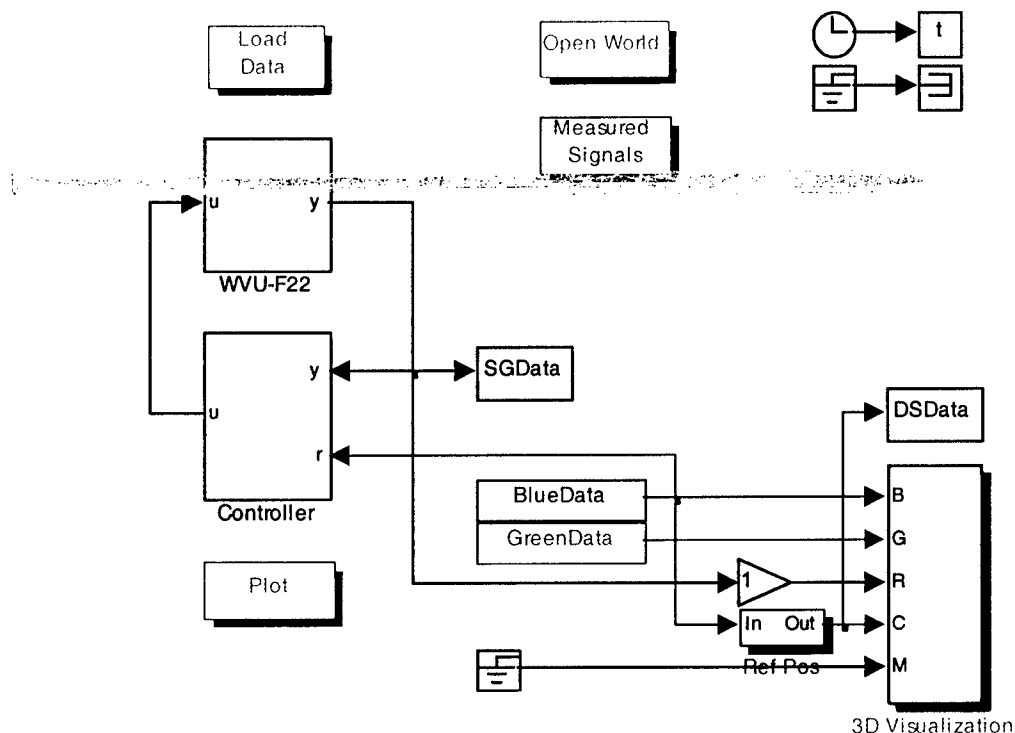 Load
Data
Open World
t
Measured
Signals
u
y
WVU-F22
y
u
r
Controller
SGData
DSData
BlueData
GreenData
B
G
1
R
In Out
C
Ref Pos
M
Plot
3D Visualization